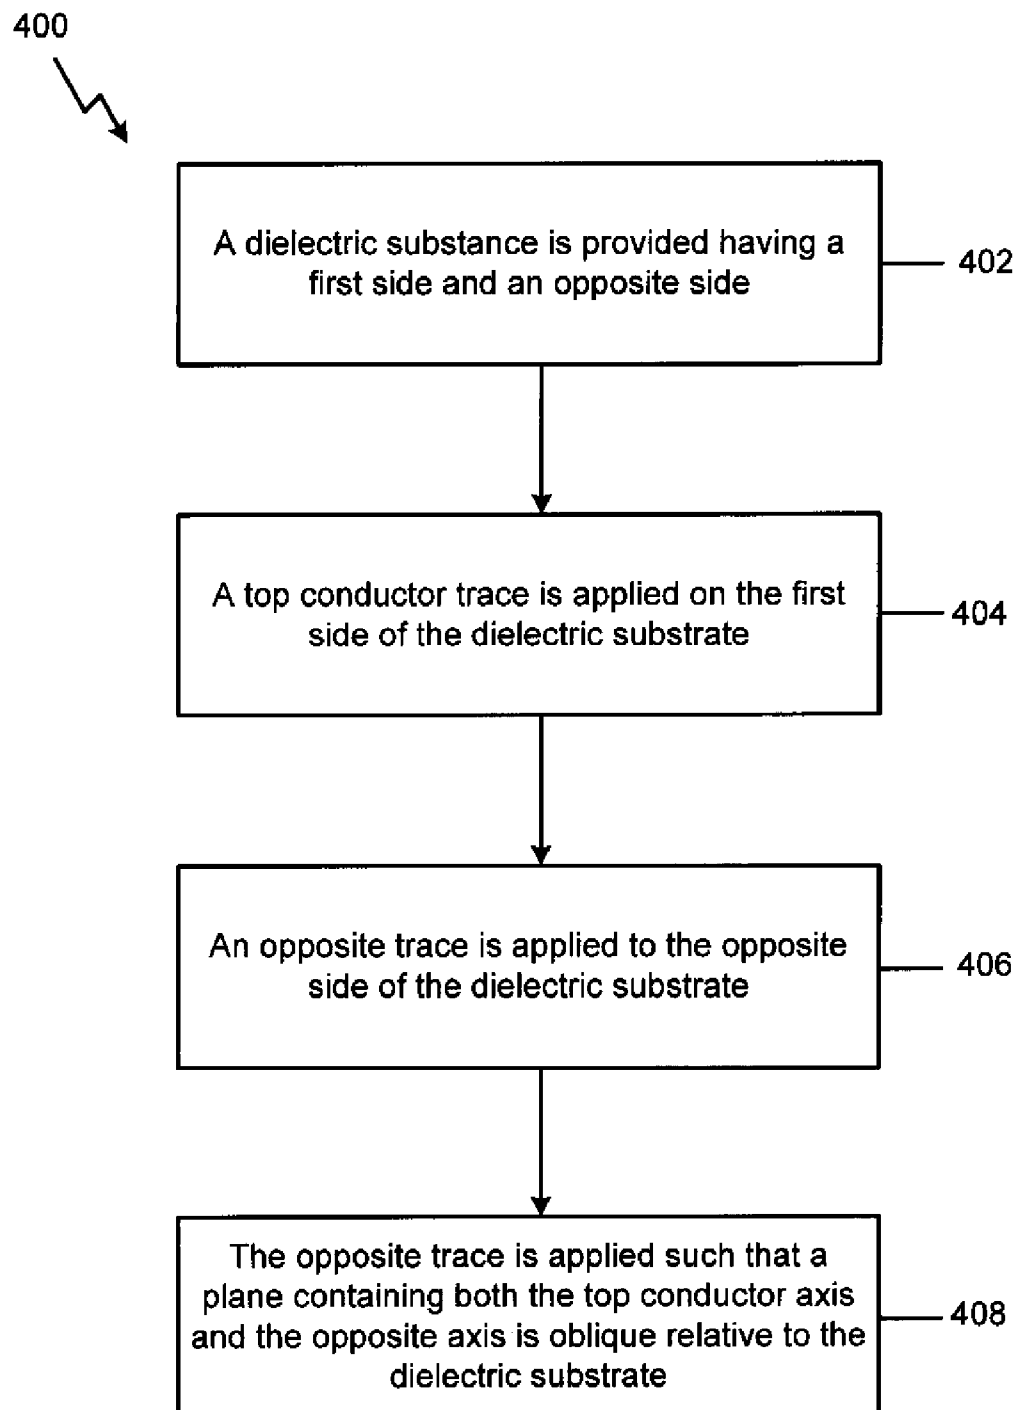 400
A dielectric substance is provided having a
first side and an opposite side
402
A top conductor trace is applied on the first
side of the dielectric substrate
404
An opposite trace is applied to the opposite
side of the dielectric substrate
406
The opposite trace is applied such that a
plane containing both the top conductor axis
and the opposite axis is oblique relative to the
dielectric substrate
408